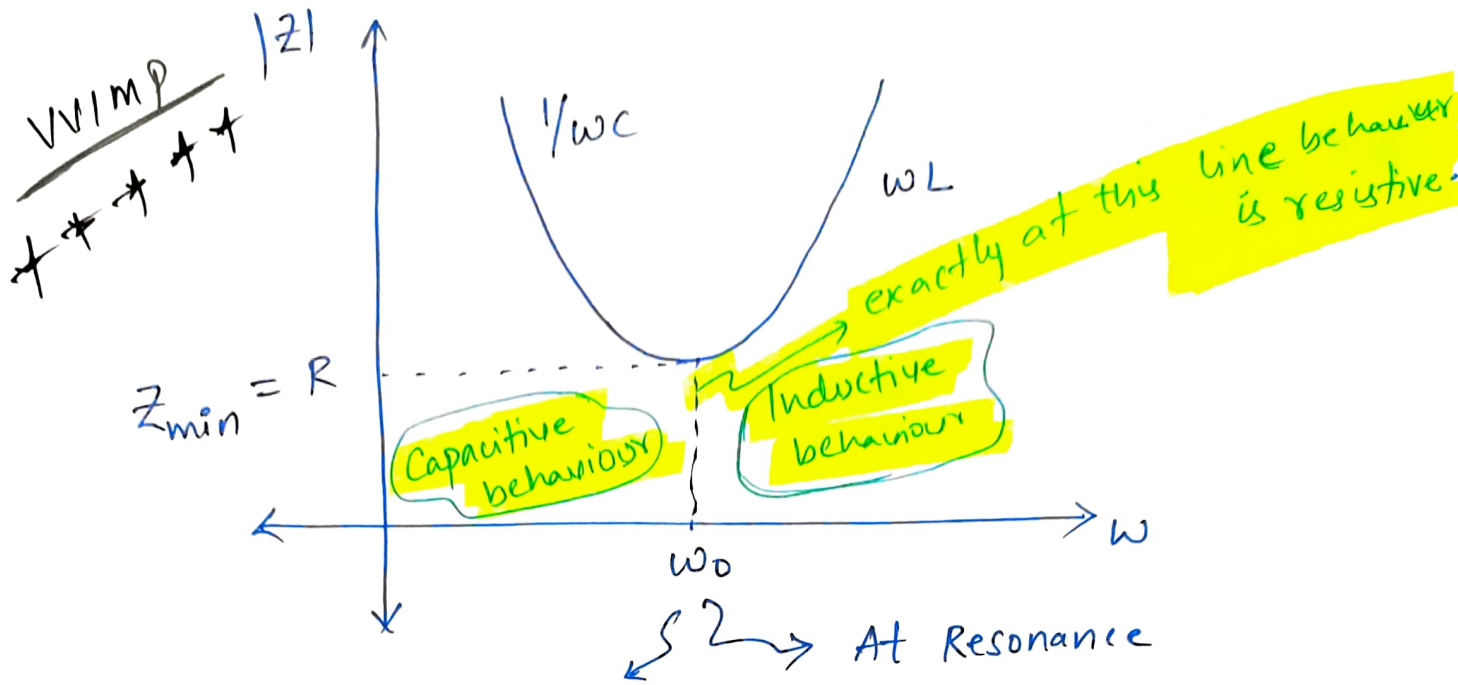 VVIMP
|Z|
1/ωC
ωL
exactly at this line behaviour
is resistive.
Zmin = R
Capacitive
behaviour
Inductive
behaviour
ω
ω0
At Resonance